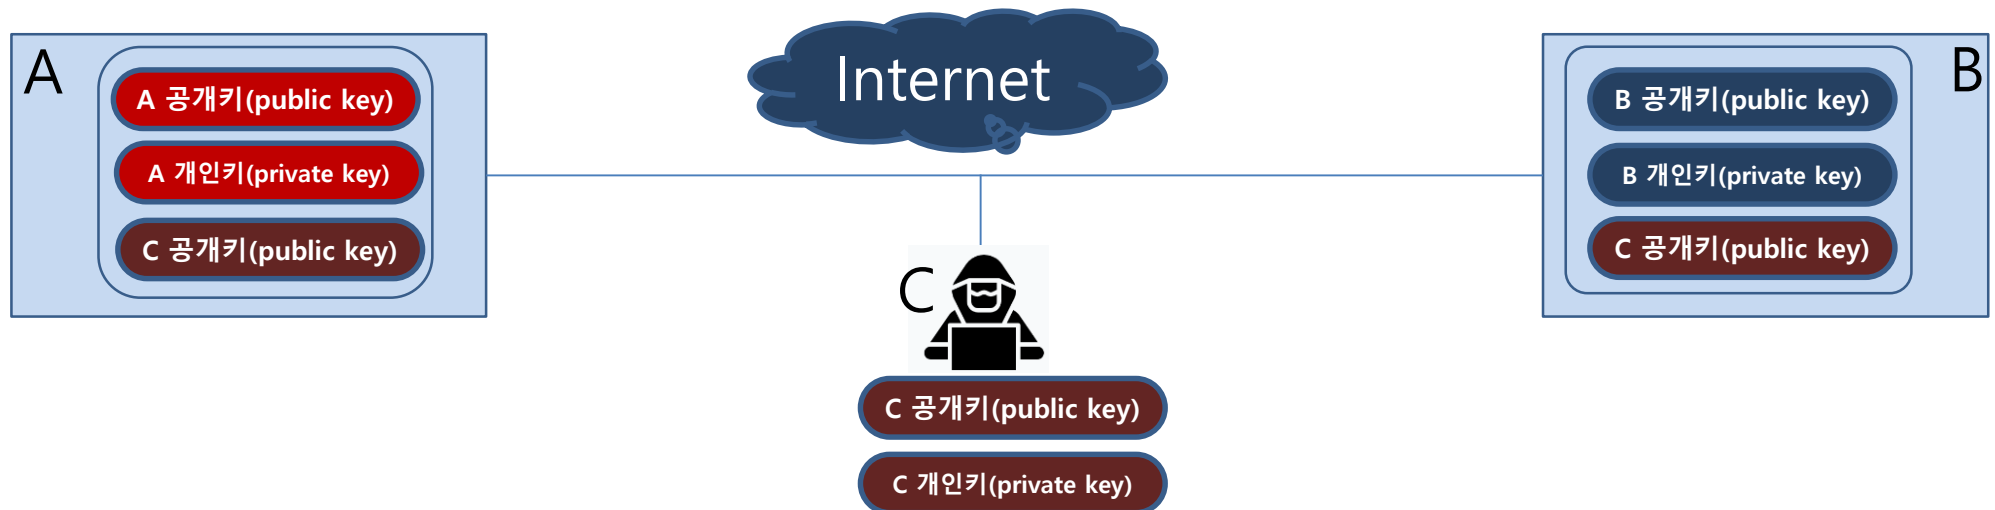 A
A 공개키(public key)
A 개인키(private key)
C 공개키(public key)
Internet
B
B 공개키(public key)
B 개인키(private key)
C 공개키(public key)
C
C 공개키(public key)
C 개인키(private key)